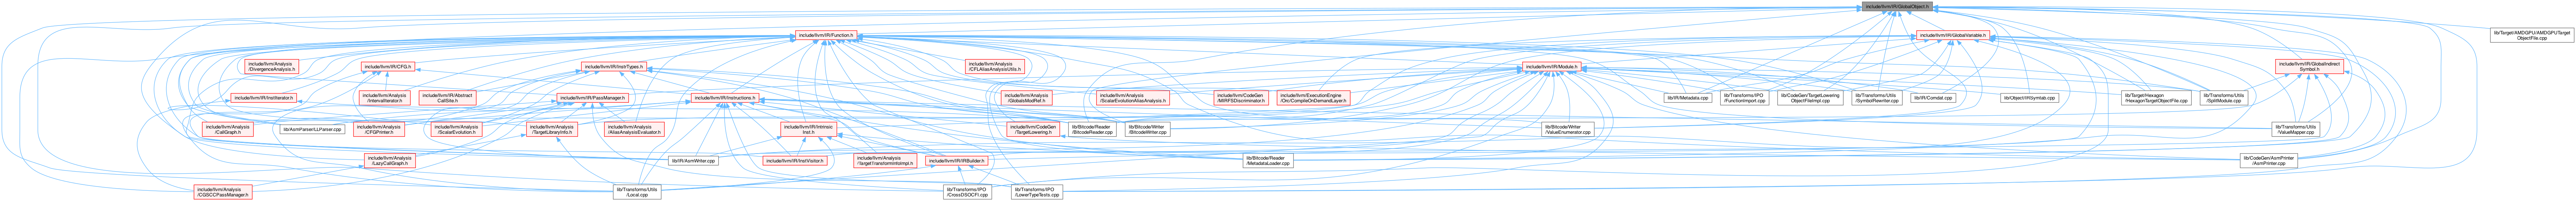 include/llvm/IR/GlobalObject.h
include/llvm/IR/Function.h
include/llvm/IR/GlobalVariable.h
lib/Target/AMDGPU/AMDGPUTarget
ObjectFile.cpp
include/llvm/Analysis
/DivergenceAnalysis.h
include/llvm/IR/CFG.h
include/llvm/IR/InstrTypes.h
include/llvm/Analysis
/CFLAliasAnalysisUtils.h
include/llvm/IR/Module.h
include/llvm/IR/GlobalIndirect
Symbol.h
include/llvm/IR/InstIterator.h
include/llvm/Analysis
/IntervalIterator.h
include/llvm/IR/Abstract
CallSite.h
include/llvm/IR/PassManager.h
include/llvm/IR/Instructions.h
include/llvm/Analysis
/GlobalsModRef.h
include/llvm/Analysis
/ScalarEvolutionAliasAnalysis.h
include/llvm/CodeGen
/MIRFSDiscriminator.h
include/llvm/ExecutionEngine
/Orc/CompileOnDemandLayer.h
lib/IR/Metadata.cpp
lib/Transforms/IPO
/FunctionImport.cpp
lib/CodeGen/TargetLowering
ObjectFileImpl.cpp
lib/Transforms/Utils
/SymbolRewriter.cpp
lib/IR/Comdat.cpp
lib/Object/IRSymtab.cpp
lib/Target/Hexagon
/HexagonTargetObjectFile.cpp
lib/Transforms/Utils
/SplitModule.cpp
include/llvm/Analysis
/CallGraph.h
lib/AsmParser/LLParser.cpp
include/llvm/Analysis
/CFGPrinter.h
include/llvm/Analysis
/ScalarEvolution.h
include/llvm/Analysis
/TargetLibraryInfo.h
include/llvm/Analysis
/AliasAnalysisEvaluator.h
include/llvm/IR/Intrinsic
Inst.h
include/llvm/CodeGen
/TargetLowering.h
lib/Bitcode/Reader
/BitcodeReader.cpp
lib/Bitcode/Writer
/BitcodeWriter.cpp
lib/Bitcode/Writer
/ValueEnumerator.cpp
lib/Transforms/Utils
/ValueMapper.cpp
include/llvm/Analysis
/LazyCallGraph.h
lib/IR/AsmWriter.cpp
include/llvm/IR/InstVisitor.h
include/llvm/Analysis
/TargetTransformInfoImpl.h
include/llvm/IR/IRBuilder.h
lib/Bitcode/Reader
/MetadataLoader.cpp
lib/CodeGen/AsmPrinter
/AsmPrinter.cpp
include/llvm/Analysis
/CGSCCPassManager.h
lib/Transforms/Utils
/Local.cpp
lib/Transforms/IPO
/CrossDSOCFI.cpp
lib/Transforms/IPO
/LowerTypeTests.cpp